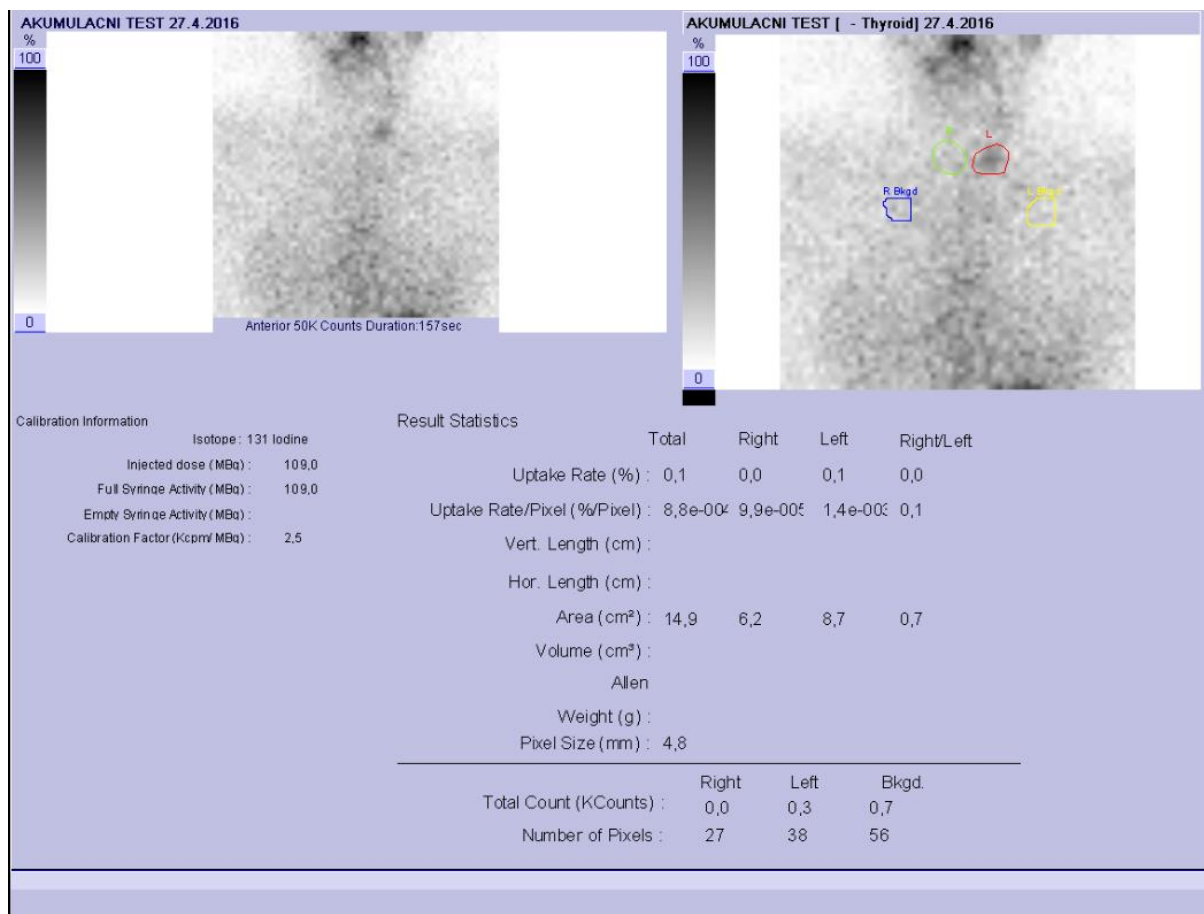 AKUMULACNI TEST 27.4.2016
%
100
0
Anterior 50K Counts Duration:157sec
AKUMULACNI TEST [ - Thyroid] 27.4.2016
%
100
L
R Bkgd
0
Calibration Information
Isotope : 131 Iodine
Injected dose (MBq) : 109,0
Full Syringe Activity (MBq) : 109,0
Empty Syringe Activity (MBq) :
Calibration Factor (Kcpm/MBq) : 2,5
Result Statistics
Total Right Left Right/Left
Uptake Rate (%) : 0,1 0,0 0,1 0,0
Uptake Rate/Pixel (%/Pixel) : 8,8e-00 9,9e-005 1,4e-00 0,1
Vert. Length (cm) :
Hor. Length (cm) :
Area (cm²) : 14,9 6,2 8,7 0,7
Volume (cm³) :
Allen
Weight (g) :
Pixel Size (mm) : 4,8
Right Left Bkgd.
Total Count (KCounts) : 0,0 0,3 0,7
Number of Pixels : 27 38 56